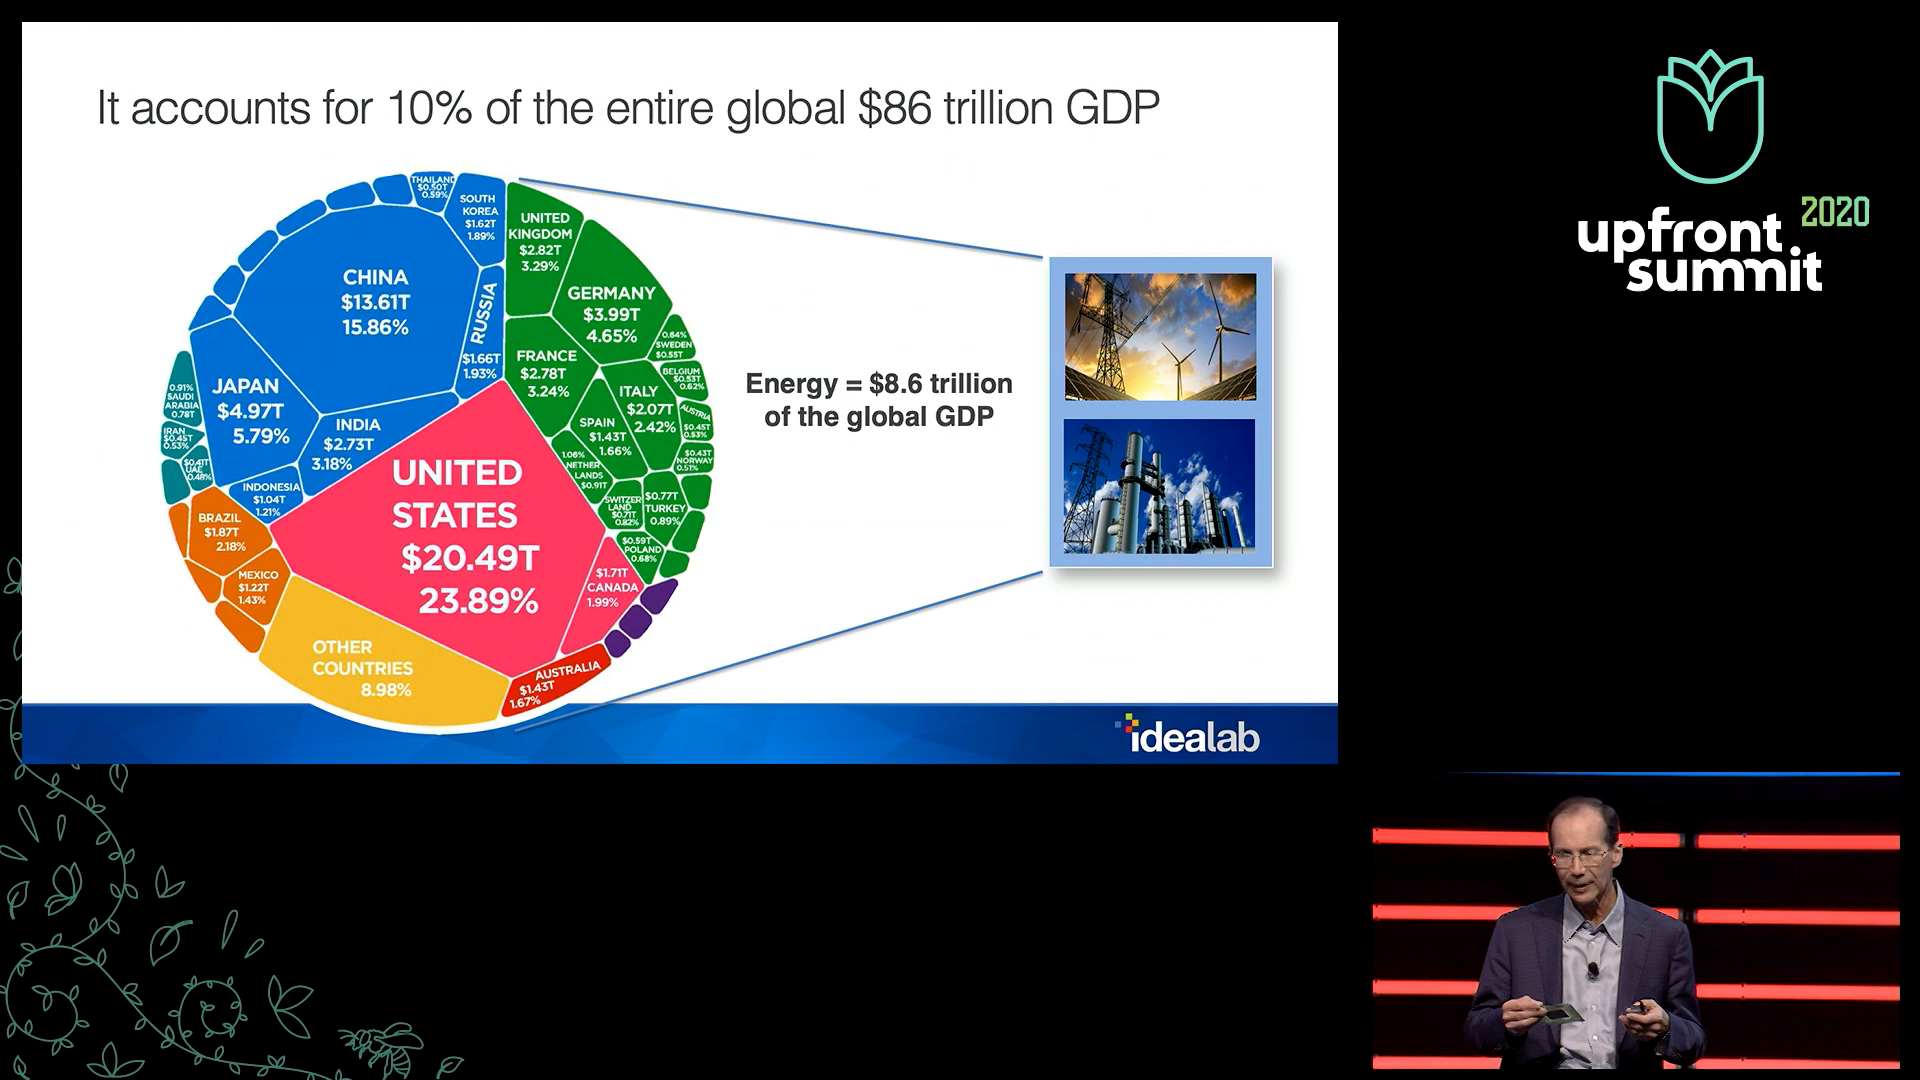 It accounts for 10% of the entire global $86 trillion GDP
THAILAND
$0.50T
0.59%
SOUTH
KOREA
$1.62T
1.89%
UNITED
KINGDOM
$2.82T
3.29%
CHINA
$13.61T
15.86%
RUSSIA
$1.66T
1.93%
GERMANY
$3.99T
4.65%
FRANCE
$2.78T
3.24%
0.64%
SWEDEN
$0.55T
BELGIUM
$0.53T
0.62%
ITALY
$2.07T
2.42%
AUSTRIA
$0.45T
0.53%
SPAIN
$1.43T
1.66%
$0.43T
NORWAY
0.51%
1.06%
NETHER
LANDS
$0.91T
SWITZER
LAND
$0.71T
0.82%
$0.77T
TURKEY
0.89%
$0.59T
POLAND
0.68%
0.91%
SAUDI
ARABIA
0.78T
IRAN
$0.45T
0.53%
$0.41T
UAE
0.48%
JAPAN
$4.97T
5.79%
INDIA
$2.73T
3.18%
INDONESIA
$1.04T
1.21%
BRAZIL
$1.87T
2.18%
MEXICO
$1.22T
1.43%
UNITED
STATES
$20.49T
23.89%
$1.71T
CANADA
1.99%
OTHER
COUNTRIES
8.98%
AUSTRALIA
$1.43T
1.67%
Energy = $8.6 trillion
of the global GDP
idealab
upfront 2020
summit